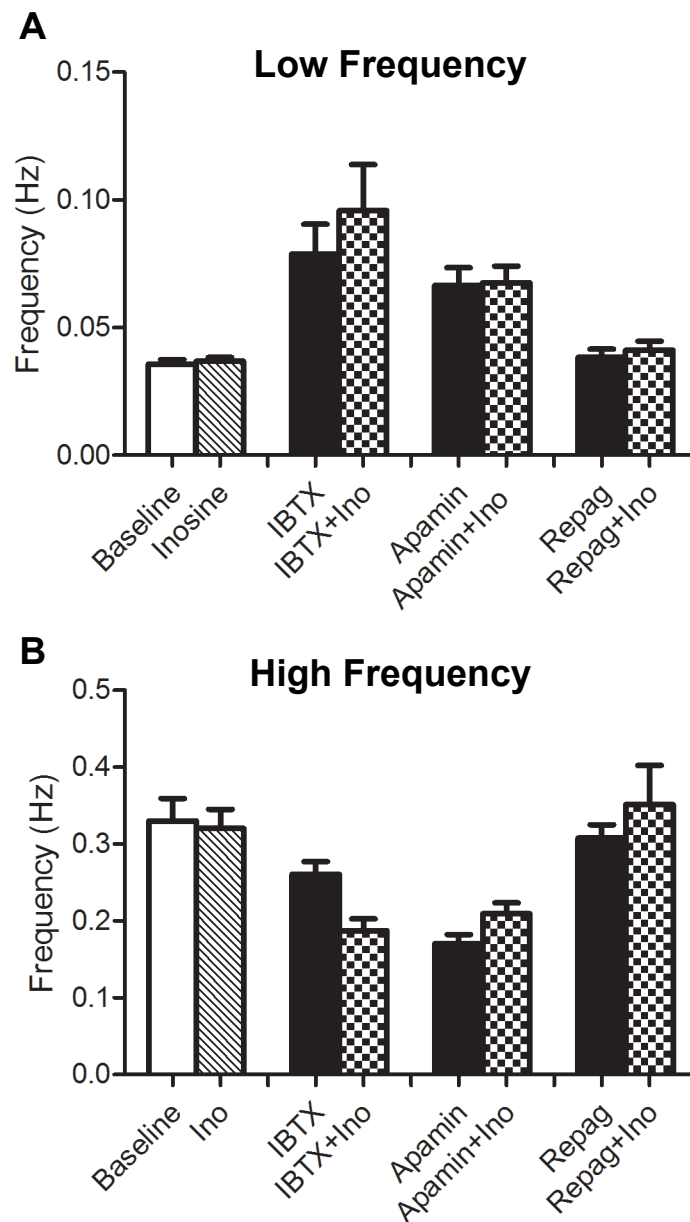 A
Low Frequency
Frequency (Hz)
0.15
0.10
0.05
0.00
Baseline
Inosine
IBTX
IBTX+Ino
Apamin
Apamin+Ino
Repag
Repag+Ino
B
High Frequency
Frequency (Hz)
0.5
0.4
0.3
0.2
0.1
0.0
Baseline
Ino
IBTX
IBTX+Ino
Apamin
Apamin+Ino
Repag
Repag+Ino